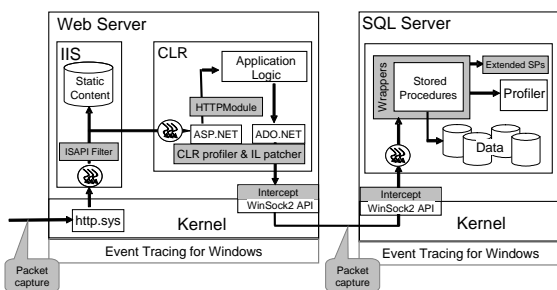 Web Server
SQL Server
IIS
CLR
Static
Content
Application
Logic
HTTPModule
ISAPI Filter
ASP.NET
ADO.NET
CLR profiler & IL patcher
Wrappers
Stored
Procedures
Extended SPs
Profiler
Data
Intercept
WinSock2 API
Intercept
WinSock2 API
http.sys
Kernel
Kernel
Event Tracing for Windows
Event Tracing for Windows
Packet
capture
Packet
capture